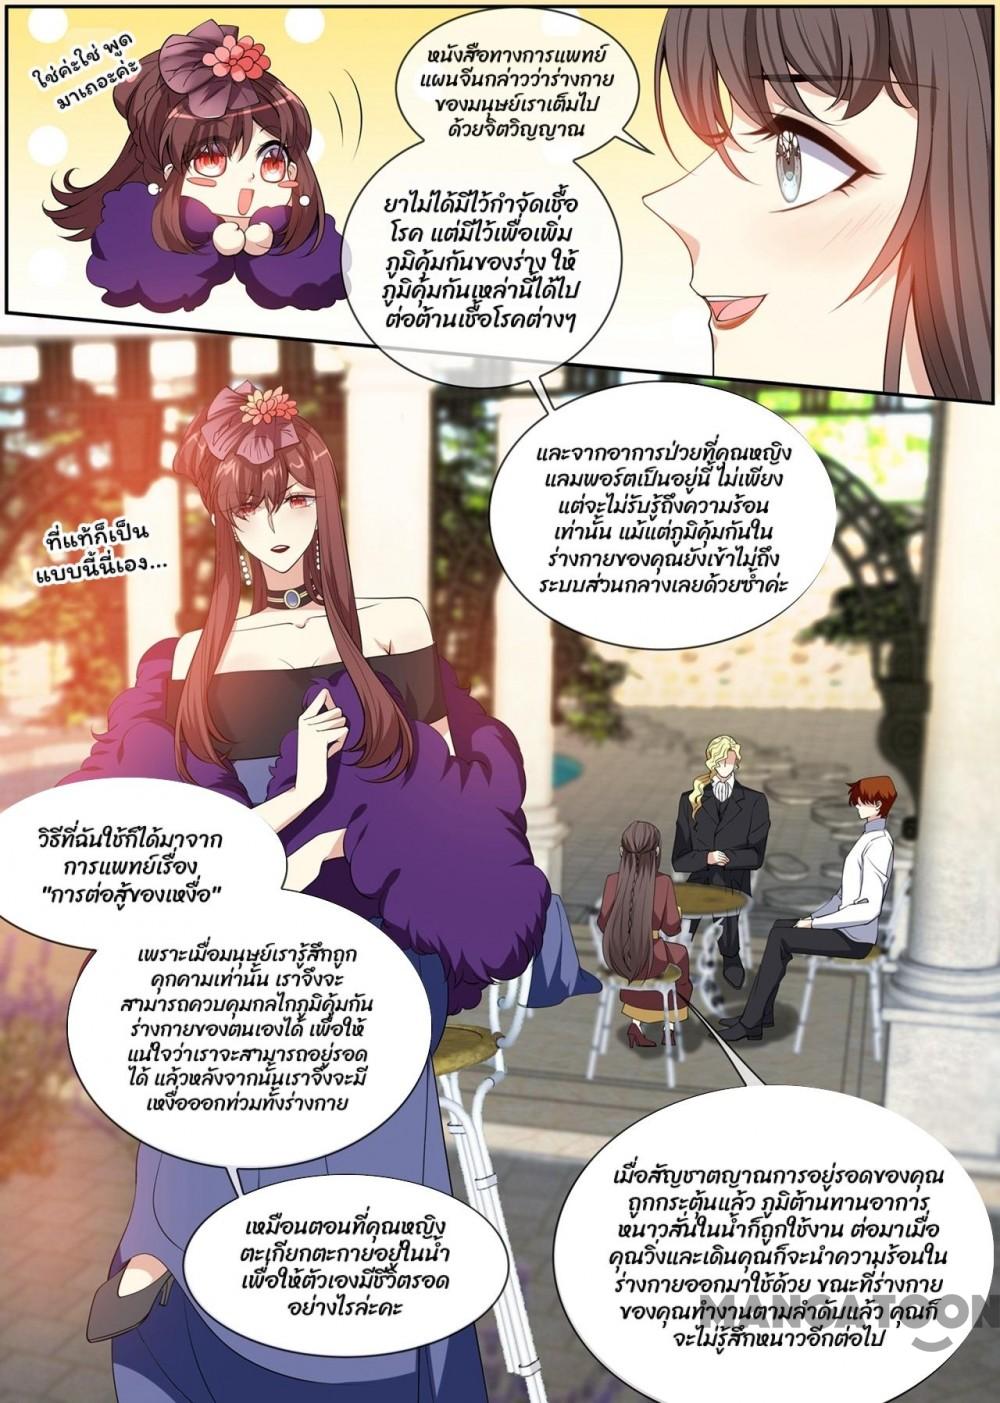 ใช่ค่ะใช่ พูด
มาเถอะค่ะ
หนังสือทางการแพทย์
แผนจีนกล่าวว่าร่างกาย
ของมนุษย์เราเต็มไป
ด้วยจิตวิญญาณ
ยาไม่ได้มีไว้กำจัดเชื้อ
โรค แต่มีไว้เพื่อเพิ่ม
ภูมิคุ้มกันของร่าง ให้
ภูมิคุ้มกันเหล่านี้ได้ไป
ต่อต้านเชื้อโรคต่างๆ
และจากอาการป่วยที่คุณหญิง
แลมพอร์ตเป็นอยู่นี้ ไม่เพียง
แต่จะไม่รับรู้ถึงความร้อน
เท่านั้น แม้แต่ภูมิคุ้มกันใน
ร่างกายของคุณยังเข้าไม่ถึง
ระบบส่วนกลางเลยด้วยซ้ำค่ะ
ที่แท้ก็เป็น
แบบนี้นี่เอง...
วิธีที่ฉันใช้ก็ได้มาจาก
การแพทย์เรื่อง
"การต่อสู้ของเหงื่อ"
เพราะเมื่อมนุษย์เรารู้สึกถูก
คุกคามเท่านั้น เราจึงจะ
สามารถควบคุมกลไกภูมิคุ้มกัน
ร่างกายของตนเองได้ เพื่อให้
แน่ใจว่าเราจะสามารถอยู่รอด
ได้ แล้วหลังจากนั้นเราจึงจะมี
เหงื่อออกท่วมทั้งร่างกาย
เหมือนตอนที่คุณหญิง
ตะเกียกตะกายอยู่ในน้ำ
เพื่อให้ตัวเองมีชีวิตรอด
อย่างไรล่ะคะ
เมื่อสัญชาตญาณการอยู่รอดของคุณ
ถูกกระตุ้นแล้ว ภูมิต้านทานอาการ
หนาวสั่นในน้ำก็ถูกใช้งาน ต่อมาเมื่อ
คุณวิ่งและเดินคุณก็จะนำความร้อนใน
ร่างกายออกมาใช้ด้วย ขณะที่ร่างกาย
ของคุณทำงานตามลำดับแล้ว คุณก็
จะไม่รู้สึกหนาวอีกต่อไป
MANGATOON